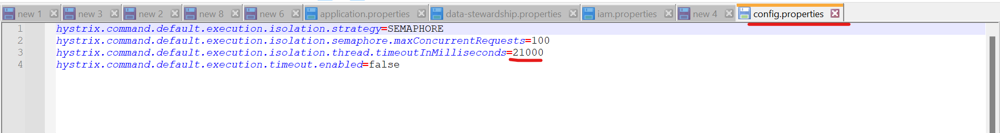 new 1 new 3 new 2 new 8 new 6 application.properties data-stewardship.properties iam.properties new 4 config.properties
1 hystrix.command.default.execution.isolation.strategy=SEMAPHORE
2 hystrix.command.default.execution.isolation.semaphore.maxConcurrentRequests=100
3 hystrix.command.default.execution.isolation.thread.timeoutInMilliseconds=21000
4 hystrix.command.default.execution.timeout.enabled=false